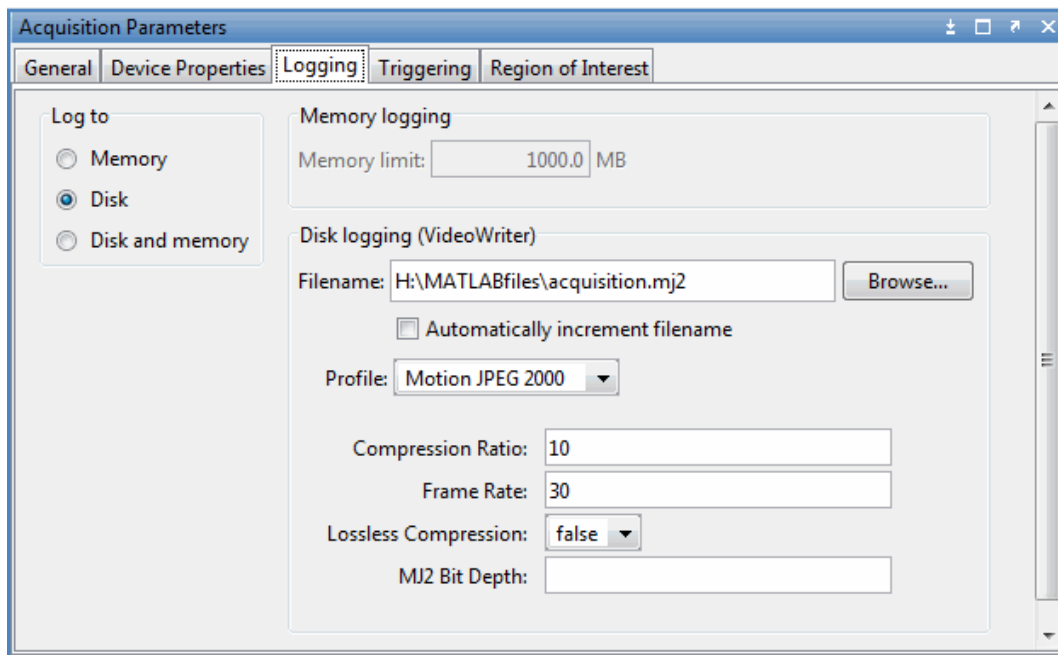 Acquisition Parameters
General Device Properties Logging Triggering Region of Interest
Log to
Memory
Disk
Disk and memory
Memory logging
Memory limit: 1000.0 MB
Disk logging (VideoWriter)
Filename: H:\MATLABfiles\acquisition.mj2 Browse...
Automatically increment filename
Profile: Motion JPEG 2000
Compression Ratio: 10
Frame Rate: 30
Lossless Compression: false
MJ2 Bit Depth: